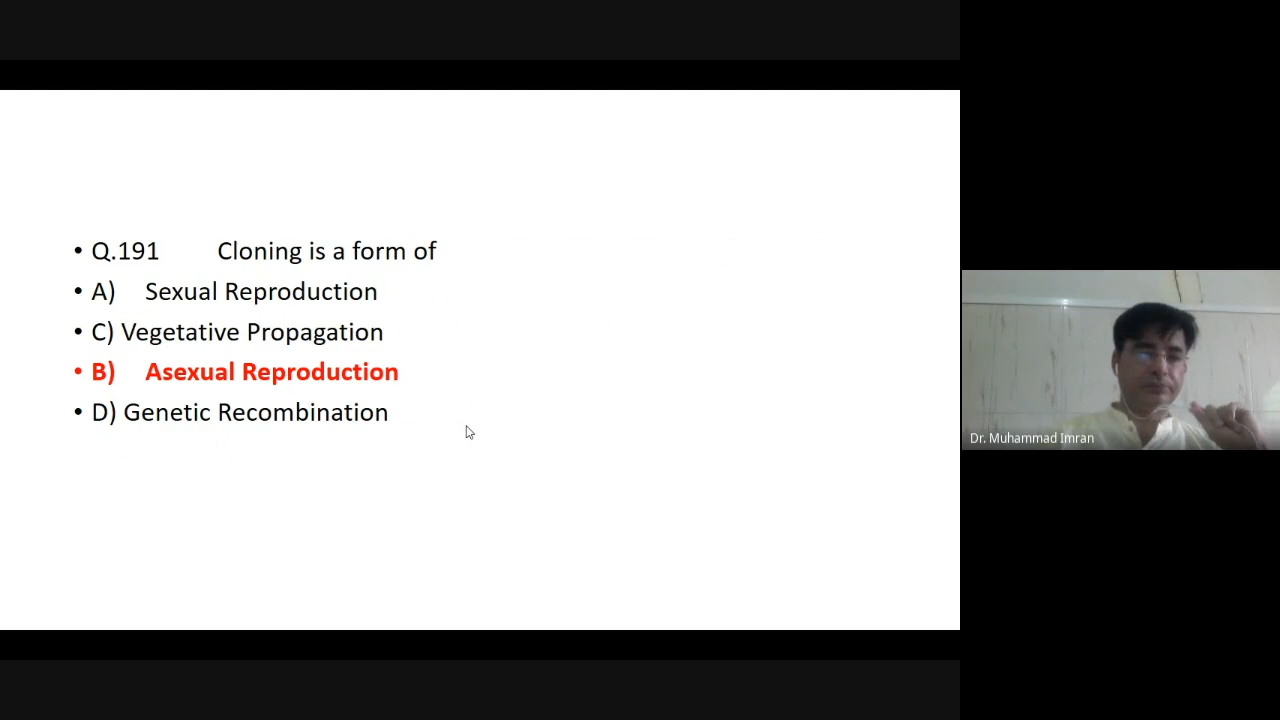 • Q.191 Cloning is a form of
• A) Sexual Reproduction
• C) Vegetative Propagation
• B) Asexual Reproduction
• D) Genetic Recombination
Dr. Muhammad Imran